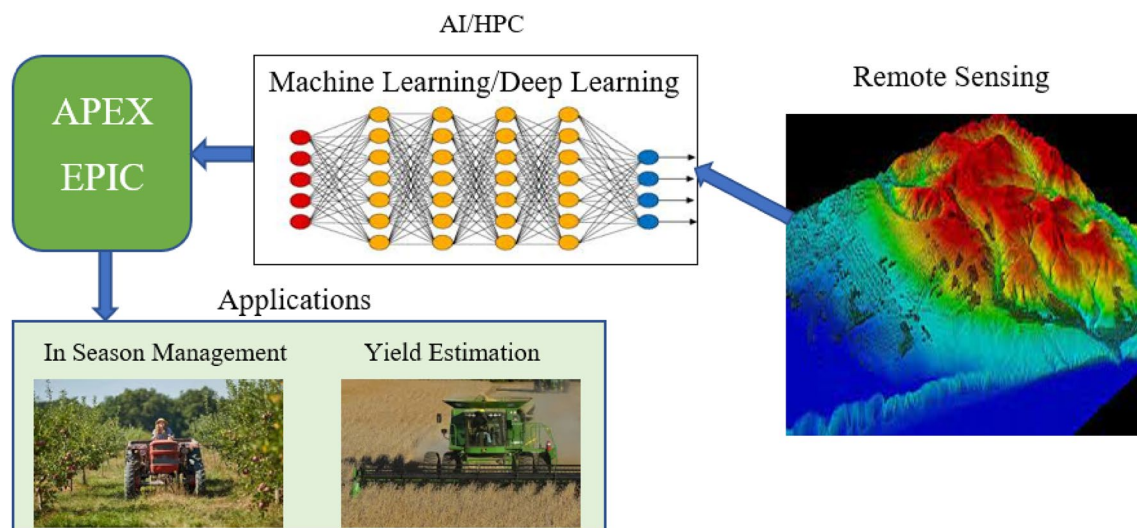 AI/HPC
Machine Learning/Deep Learning
Remote Sensing
APEX
EPIC
Applications
In Season Management
Yield Estimation